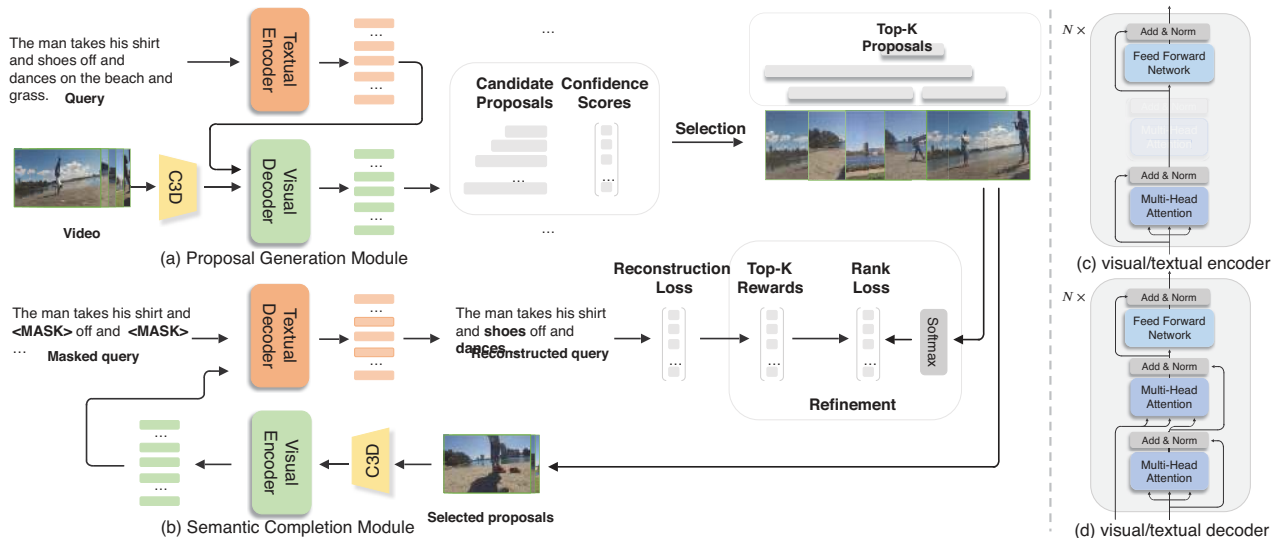 The man takes his shirt
and shoes off and
dances on the beach and
grass.
Query
Textual
Encoder
...
...
...
Top-K
Proposals
Candidate
Proposals
Confidence
Scores
...
...
Selection
Video
C3D
Visual
Decoder
...
...
...
(a) Proposal Generation Module
The man takes his shirt and
<MASK> off and <MASK>
...
Masked query
Textual
Decoder
...
...
The man takes his shirt
and shoes off and
dances
Reconstructed query
Reconstruction
Loss
...
Top-K
Rewards
...
Rank
Loss
...
Softmax
Refinement
...
...
Visual
Encoder
C3D
Selected proposals
(b) Semantic Completion Module
N ×
Add & Norm
Feed Forward
Network
Multi-Head
Attention
Add & Norm
Multi-Head
Attention
(c) visual/textual encoder
N ×
Add & Norm
Feed Forward
Network
Add & Norm
Multi-Head
Attention
Add & Norm
Multi-Head
Attention
(d) visual/textual decoder